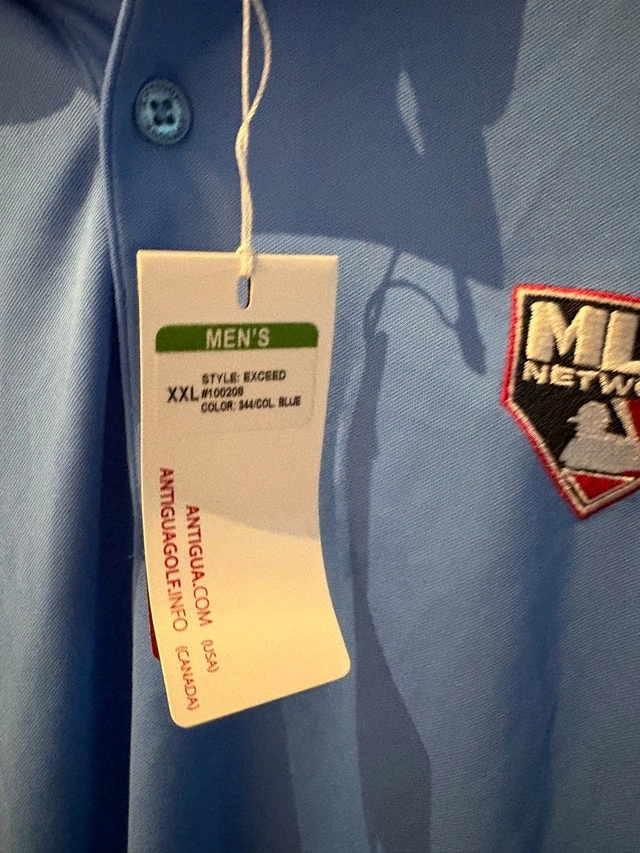 MEN'S
STYLE: EXCEED
XXL #100208
COLOR: 344/COL. BLUE
ANTIGUA.COM (USA)
ANTIGUAGOLF.INFO (CANADA)